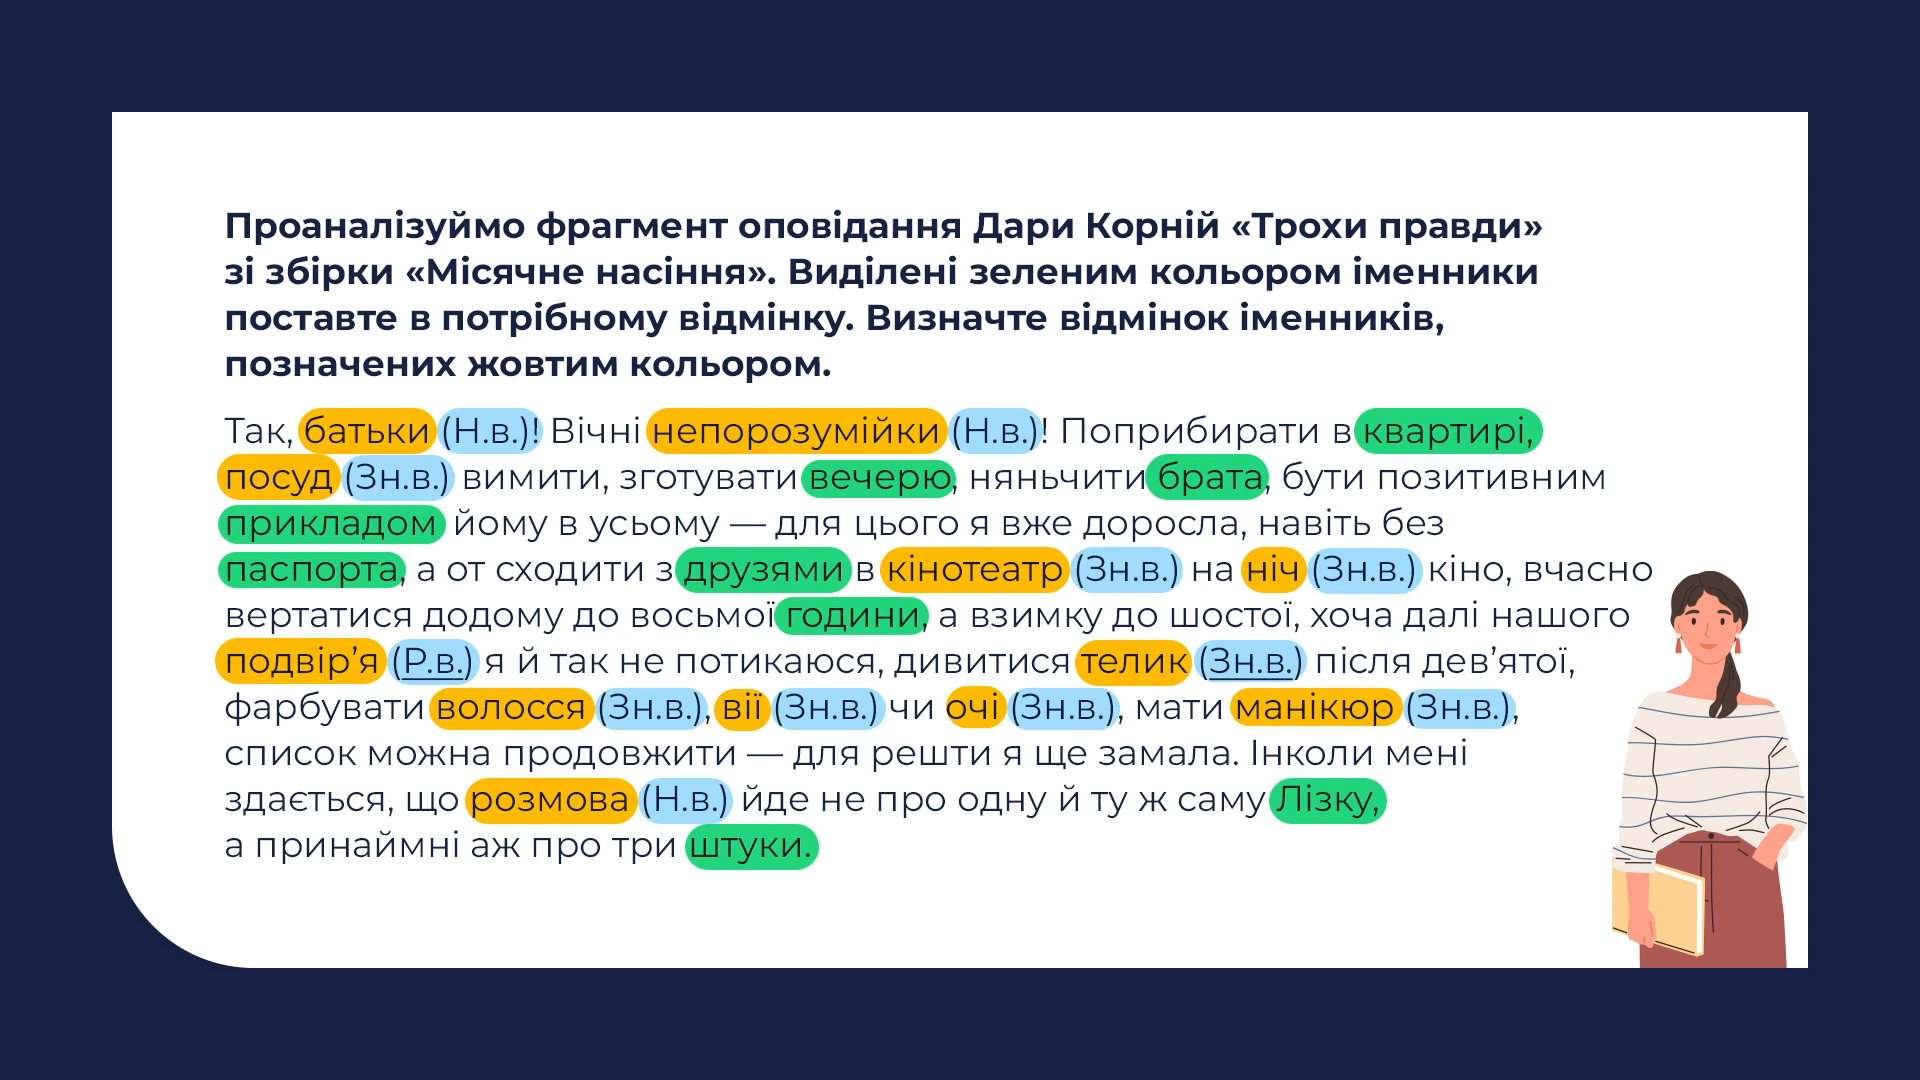 Проаналізуймо фрагмент оповідання Дари Корній «Трохи правди»
зі збірки «Місячне насіння». Виділені зеленим кольором іменники
поставте в потрібному відмінку. Визначте відмінок іменників,
позначених жовтим кольором.
Так, батьки (Н.в.)! Вічні непорозумійки (Н.в.)! Поприбирати в квартирі,
посуд (Зн.в.) вимити, зготувати вечерю, няньчити брата, бути позитивним
прикладом йому в усьому — для цього я вже доросла, навіть без
паспорта, а от сходити з друзями в кінотеатр (Зн.в.) на ніч (Зн.в.) кіно, вчасно
вертатися додому до восьмої години, а взимку до шостої, хоча далі нашого
подвір’я (Р.в.) я й так не потикаюся, дивитися телик (Зн.в.) після дев’ятої,
фарбувати волосся (Зн.в.), вії (Зн.в.) чи очі (Зн.в.), мати манікюр (Зн.в.),
список можна продовжити — для решти я ще замала. Інколи мені
здається, що розмова (Н.в.) йде не про одну й ту ж саму Лізку,
а принаймні аж про три штуки.